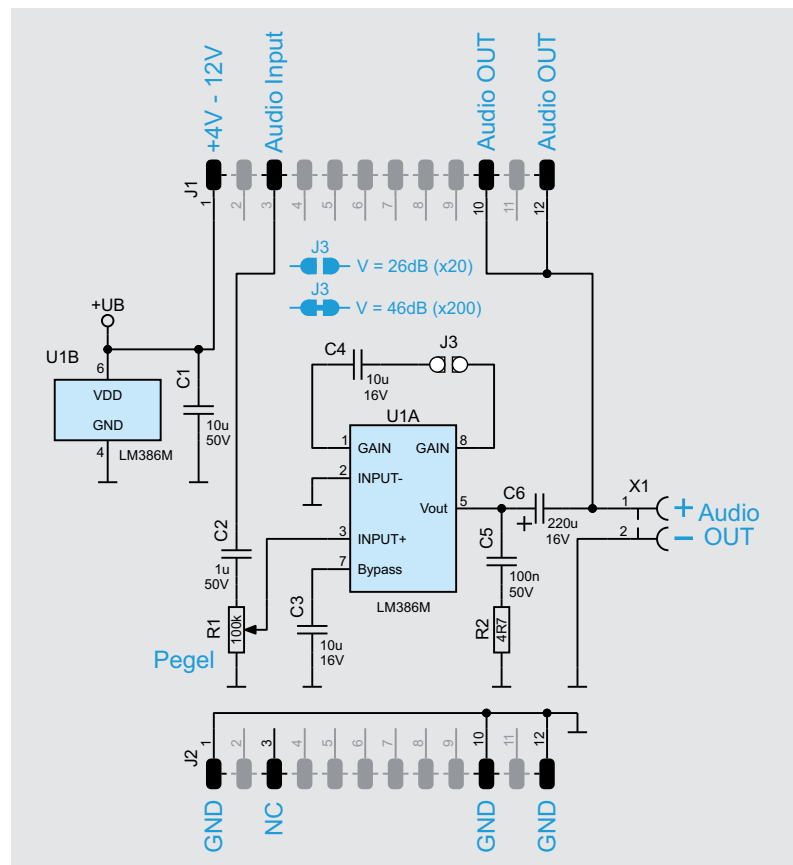 +4V - 12V
Audio Input
Audio OUT
Audio OUT
J1
1
2
3
4
5
6
7
8
9
10
11
12
J3
V = 26dB (x20)
J3
V = 46dB (x200)
+UB
U1B
6
VDD
GND
4
LM386M
C1
10u
50V
C4
10u
16V
J3
U1A
1
GAIN
GAIN
8
2
INPUT-
Vout
5
3
INPUT+
7
Bypass
LM386M
C2
1u
50V
R1
100k
Pegel
C3
10u
16V
C6
220u
16V
+
C5
100n
50V
R2
4R7
X1
1
2
+ Audio
− OUT
J2
1
2
3
4
5
6
7
8
9
10
11
12
GND
NC
GND
GND